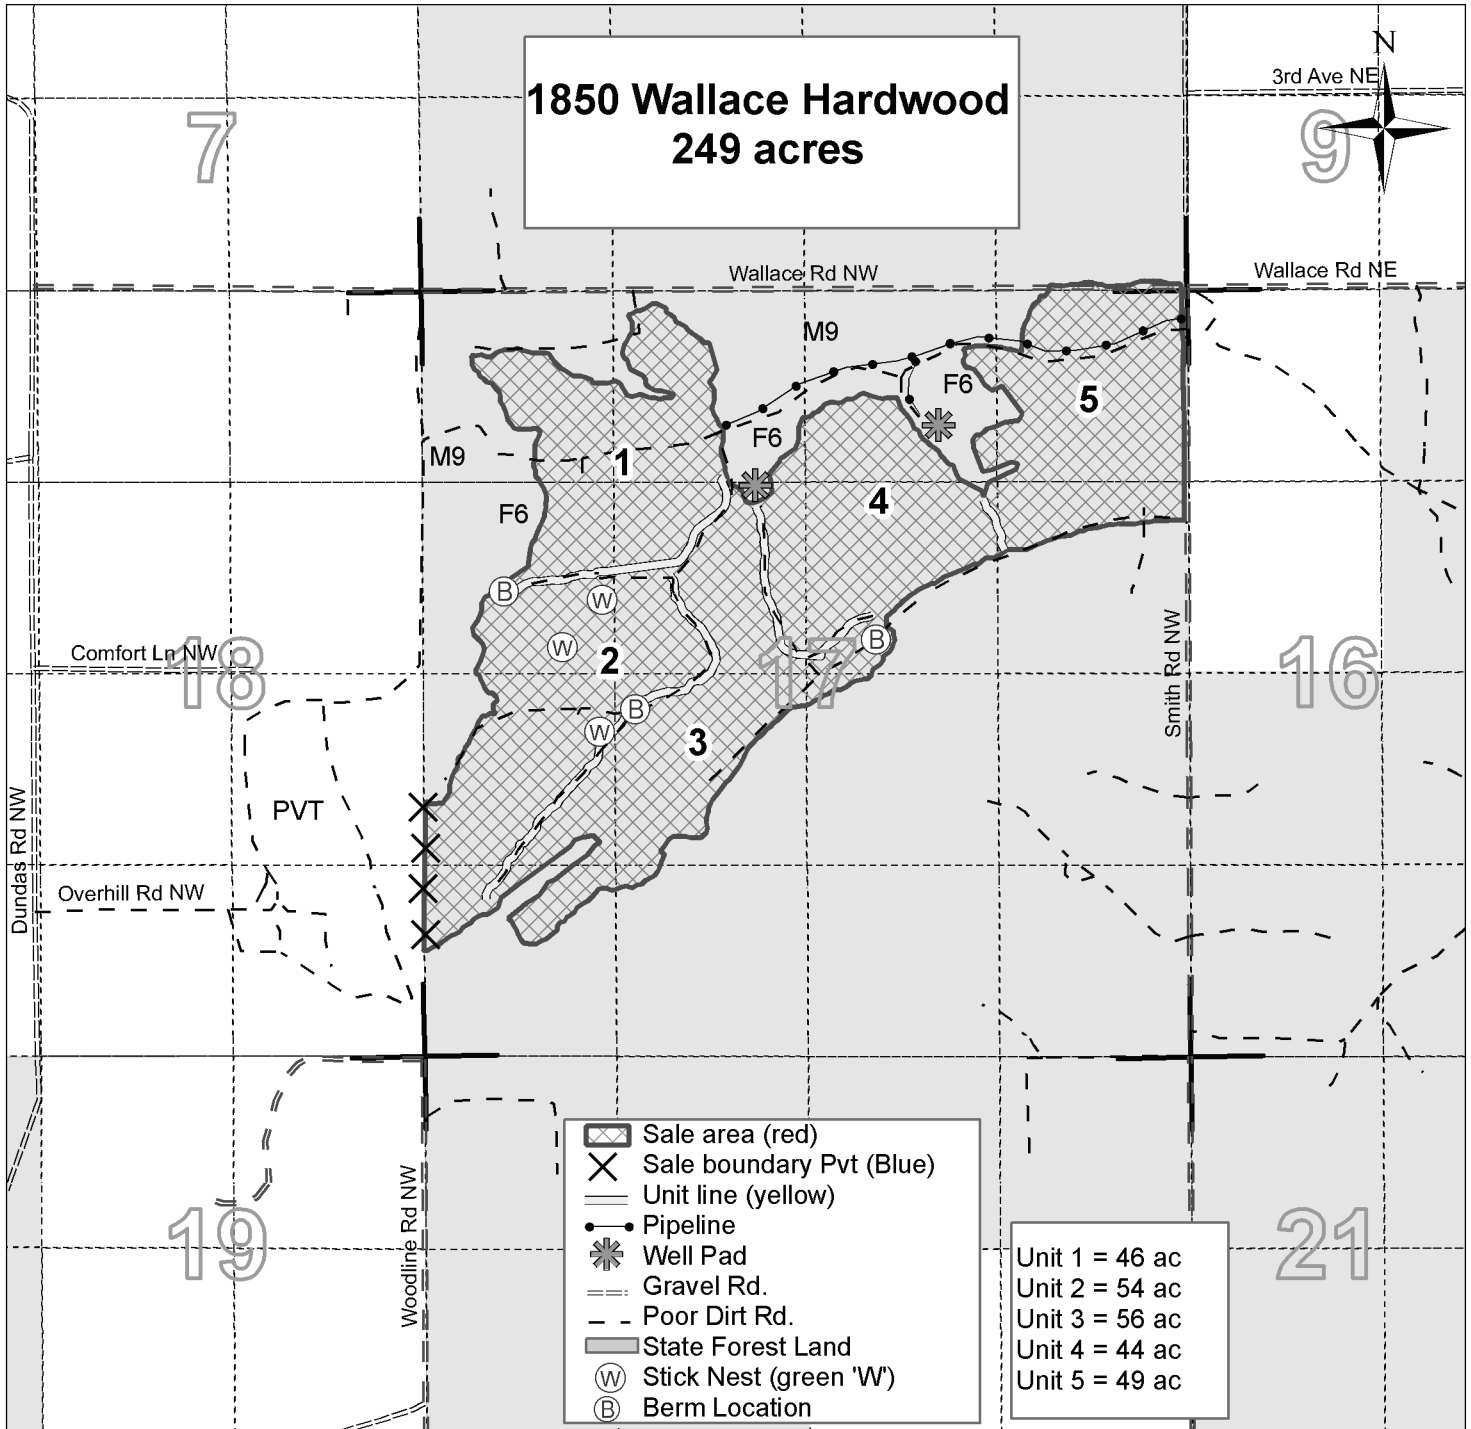 1850 Wallace Hardwood
249 acres
N
3rd Ave NE
7
9
Wallace Rd NW
Wallace Rd NE
M9
F6
5
F6
M9
1
4
F6
B
W
Comfort Ln NW
18
W
2
17
B
Smith Rd NW
16
B
W
3
PVT
Dundas Rd NW
Overhill Rd NW
Woodline Rd NW
19
21
Sale area (red)
Sale boundary Pvt (Blue)
Unit line (yellow)
Pipeline
Well Pad
Gravel Rd.
Poor Dirt Rd.
State Forest Land
W Stick Nest (green 'W')
B Berm Location
Unit 1 = 46 ac
Unit 2 = 54 ac
Unit 3 = 56 ac
Unit 4 = 44 ac
Unit 5 = 49 ac